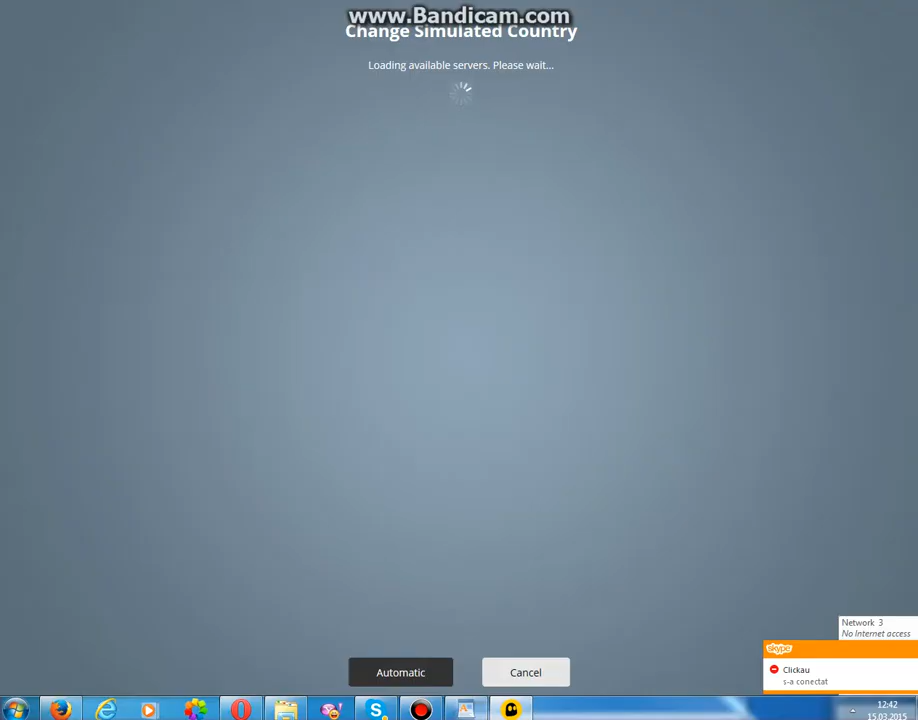 www.Bandicam.com
Change Simulated Country
Loading available servers. Please wait...
Automatic
Cancel
Network 3
No Internet access
skype
Clickau
s-a conectat
12:42
15.03.2015